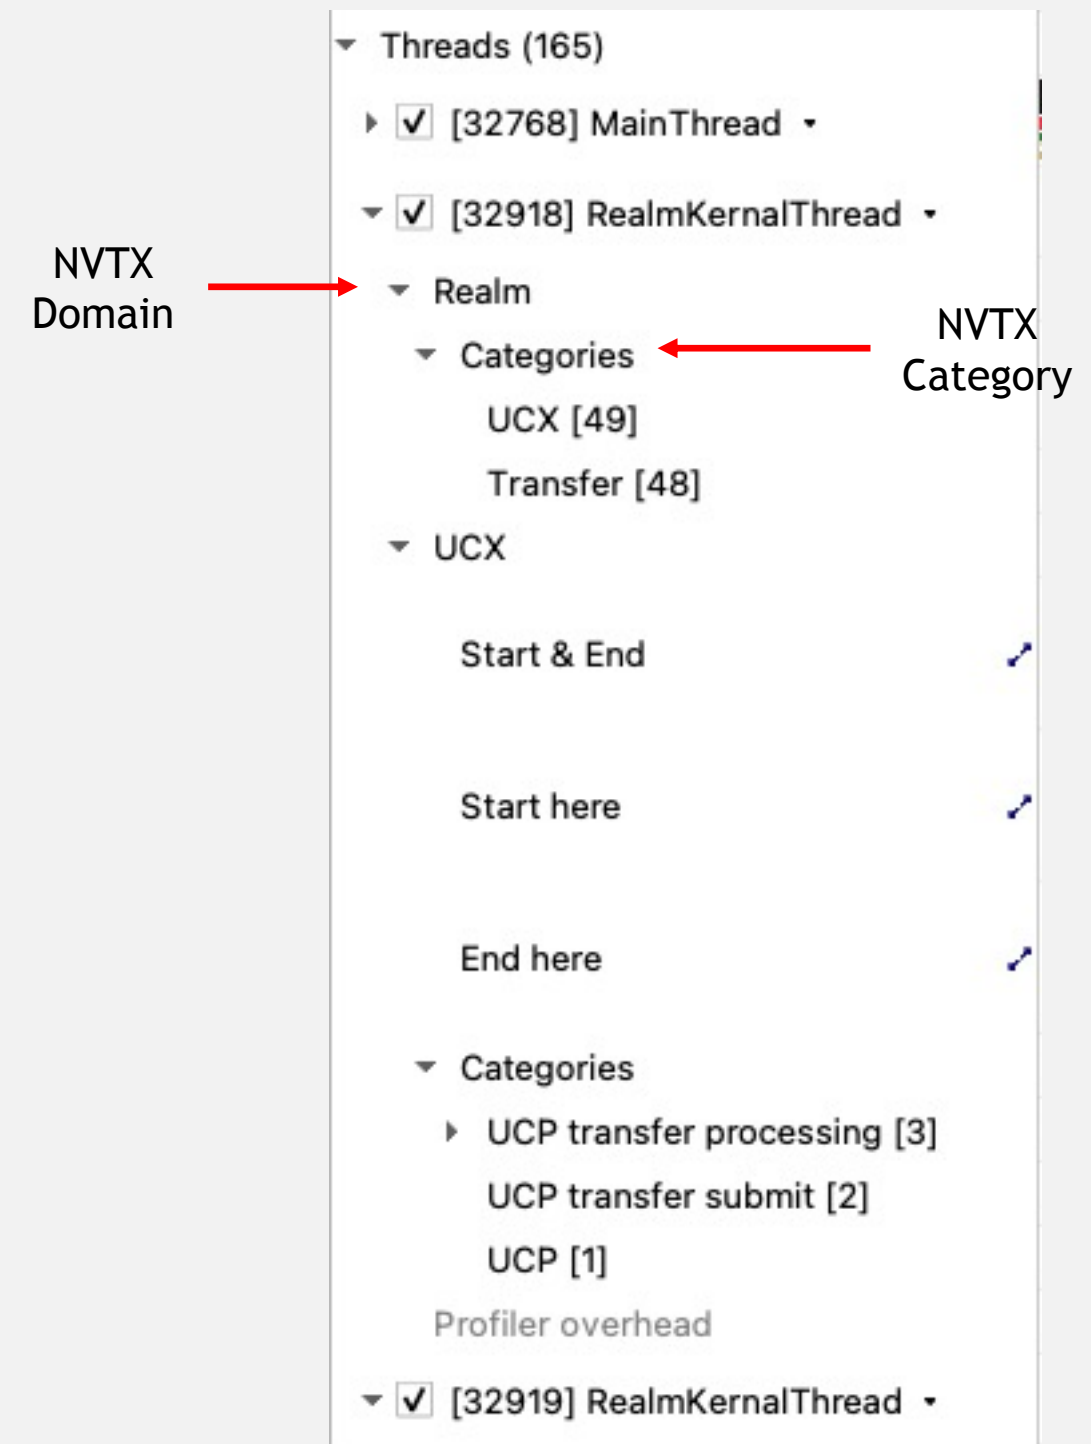 Threads (165)
[32768] MainThread
[32918] RealmKernalThread
NVTX
Domain
Realm
NVTX
Category
Categories
UCX [49]
Transfer [48]
UCX
Start & End
Start here
End here
Categories
UCP transfer processing [3]
UCP transfer submit [2]
UCP [1]
Profiler overhead
[32919] RealmKernalThread